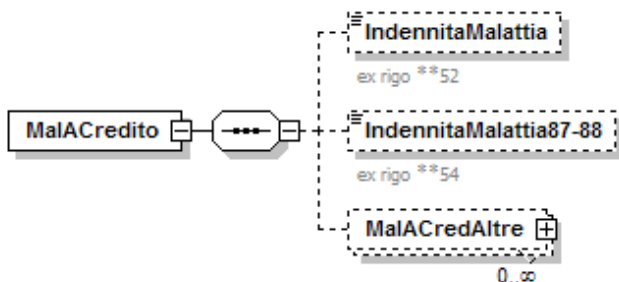 IndennitaMalattia
ex rigo **52
MalACredito
IndennitaMalattia87-88
ex rigo **54
MalACredAltre
0..∞